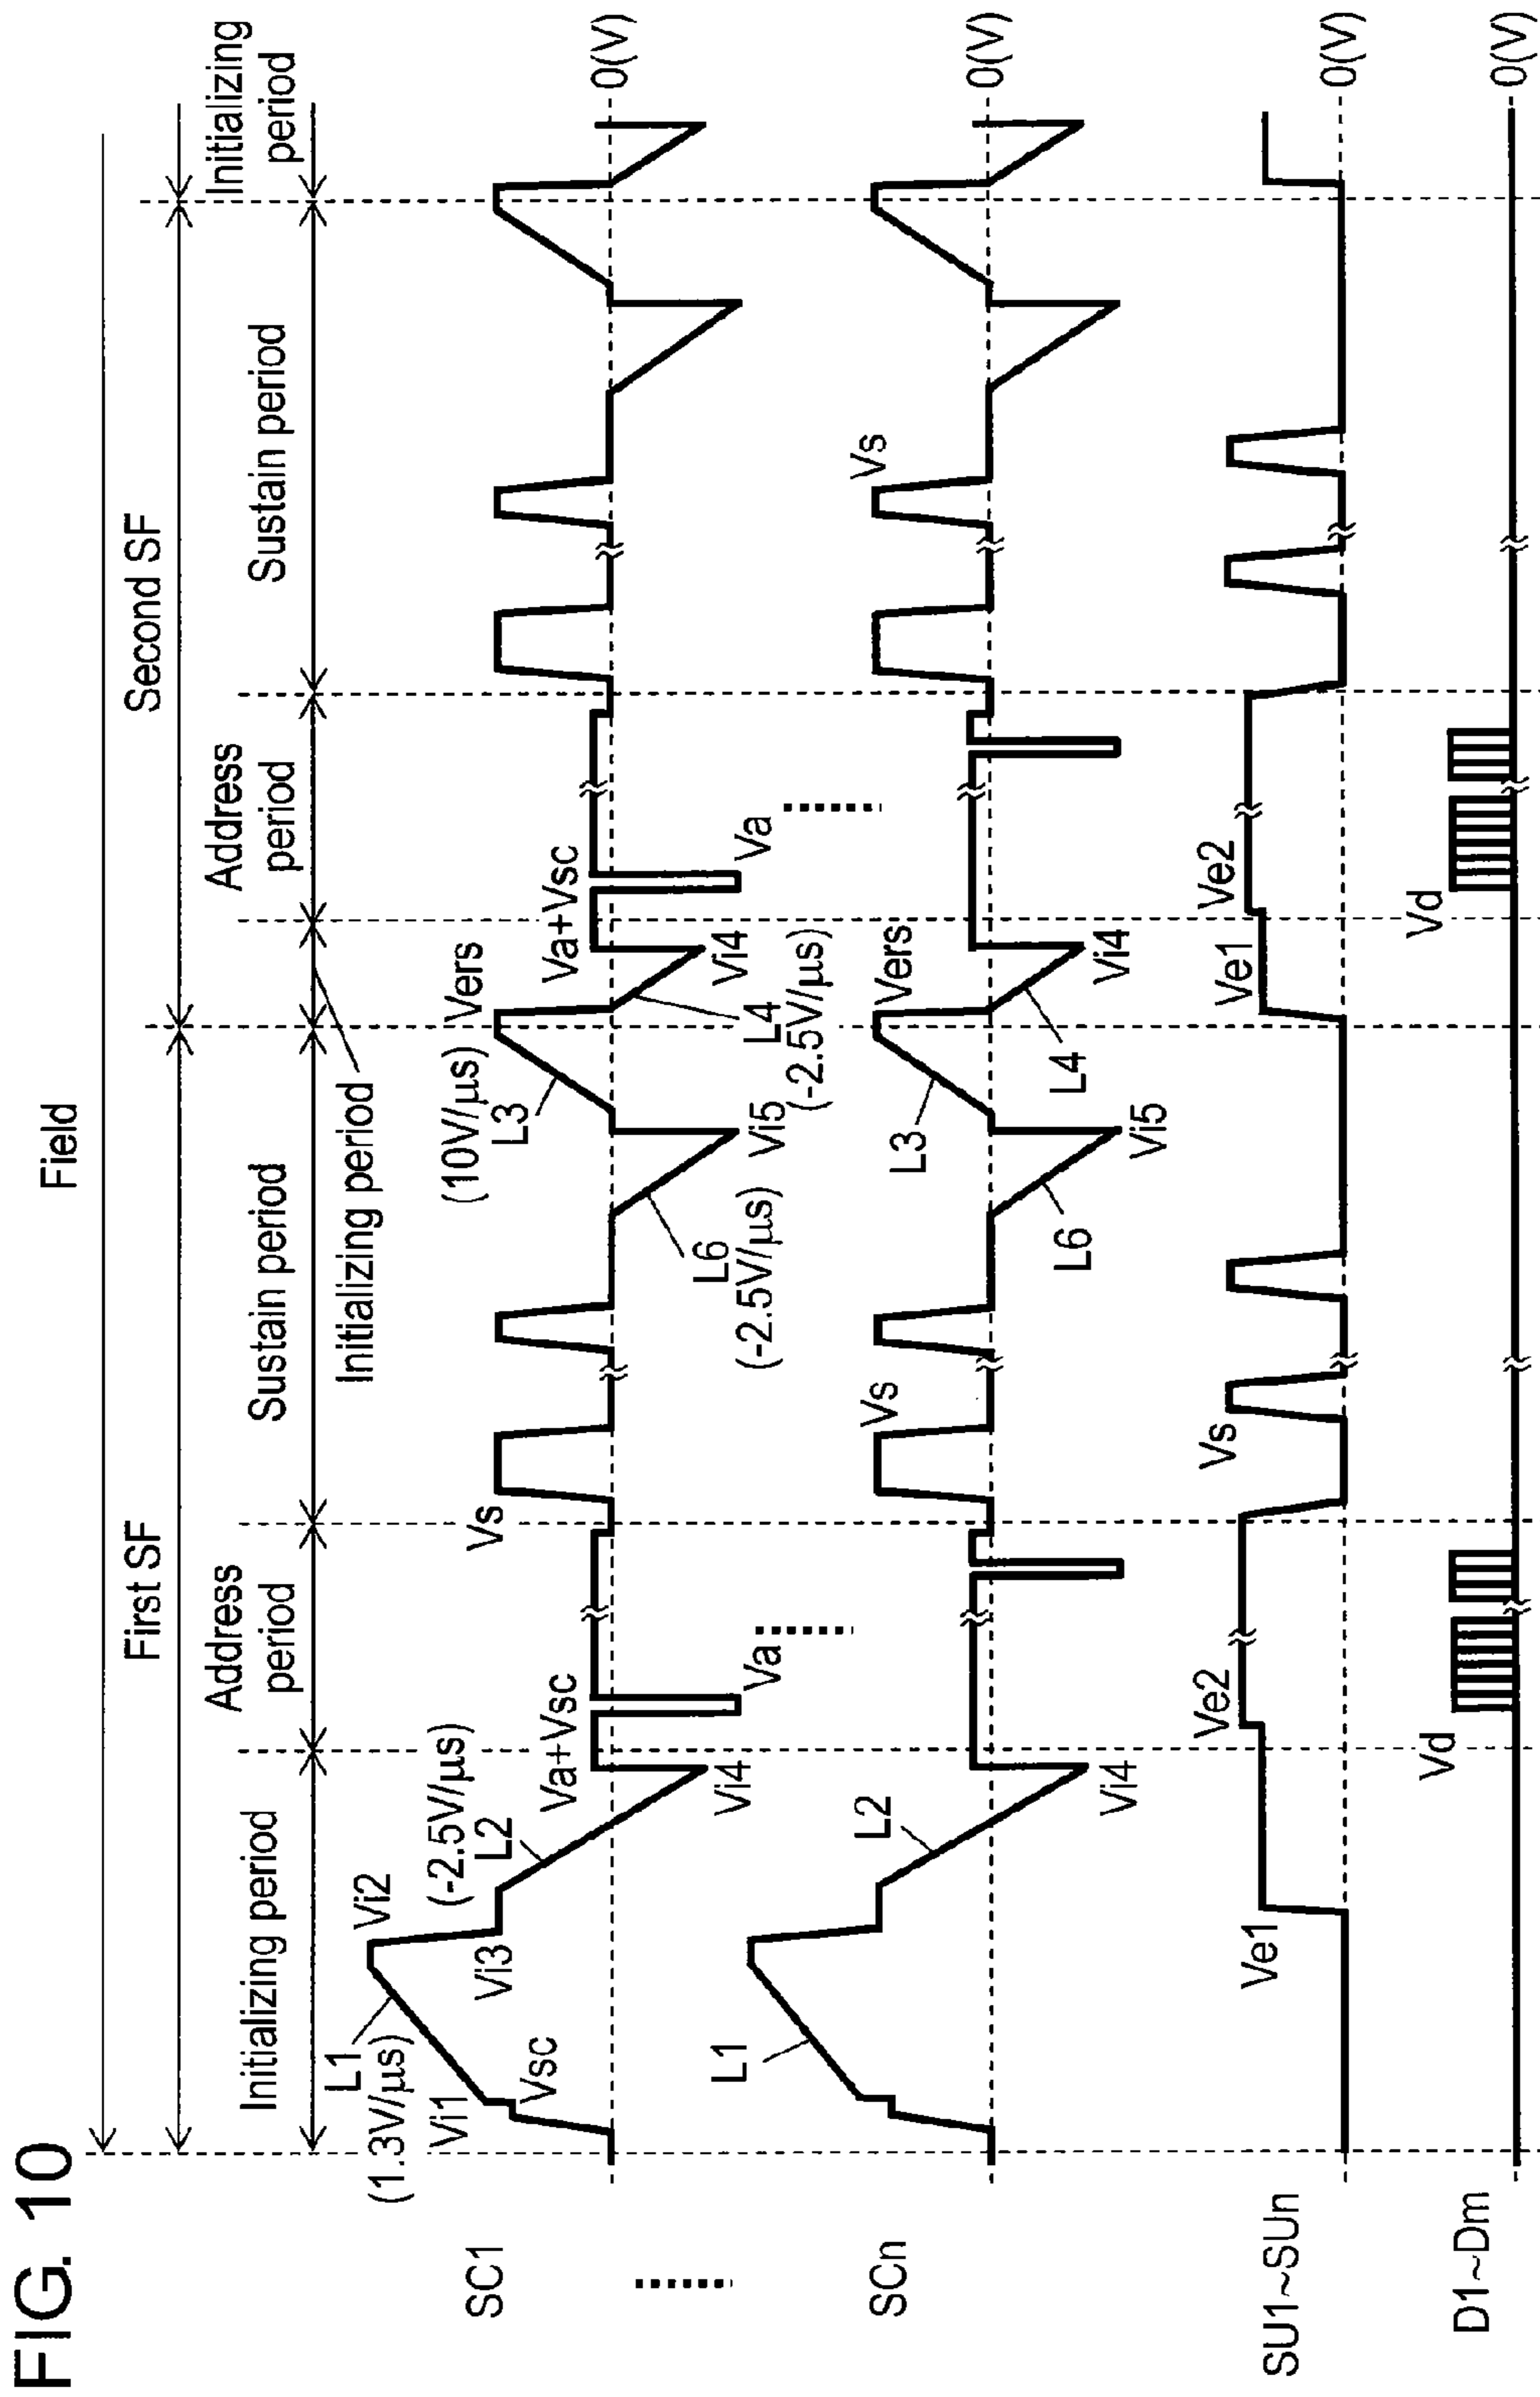 FIG. 10
Field
First SF
Second SF
Initializing period
Address period
Sustain period
Initializing period
Address period
Sustain period
Initializing period
SC1
L1
(1.3V/μs)
Vi1
Vsc
Vi2
Vi3
(-2.5V/μs)
L2
Va+Vsc
Vi4
Va
Vs
L6
(-2.5V/μs)
(10V/μs)
L3
Vi5
Vers
L4
(-2.5V/μs)
Va+Vsc
Vi4
Va
0(V)
SCn
L1
L2
Vi4
Vs
L6
L3
Vi5
Vers
L4
Vi4
Vs
0(V)
SU1~SUn
Ve1
Ve2
Vs
Ve1
Ve2
0(V)
D1~Dm
Vd
Vd
0(V)